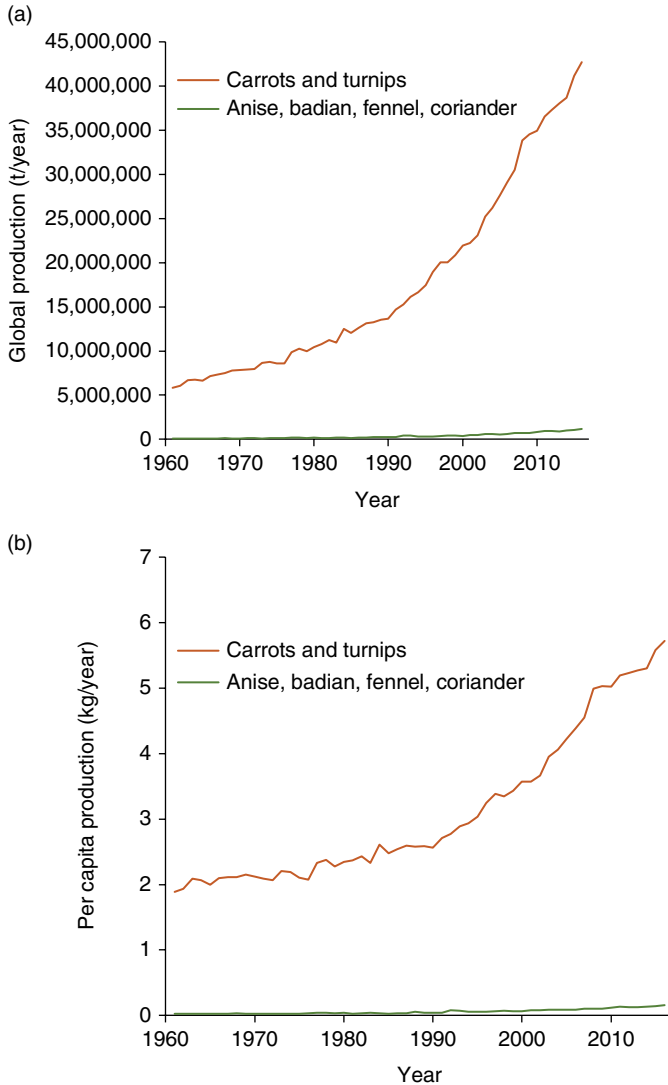 (a)
45,000,000
40,000,000
35,000,000
30,000,000
25,000,000
20,000,000
15,000,000
10,000,000
5,000,000
0
Global production (t/year)
Carrots and turnips
Anise, badian, fennel, coriander
1960 1970 1980 1990 2000 2010
Year
(b)
7
6
5
4
3
2
1
0
Per capita production (kg/year)
Carrots and turnips
Anise, badian, fennel, coriander
1960 1970 1980 1990 2000 2010
Year